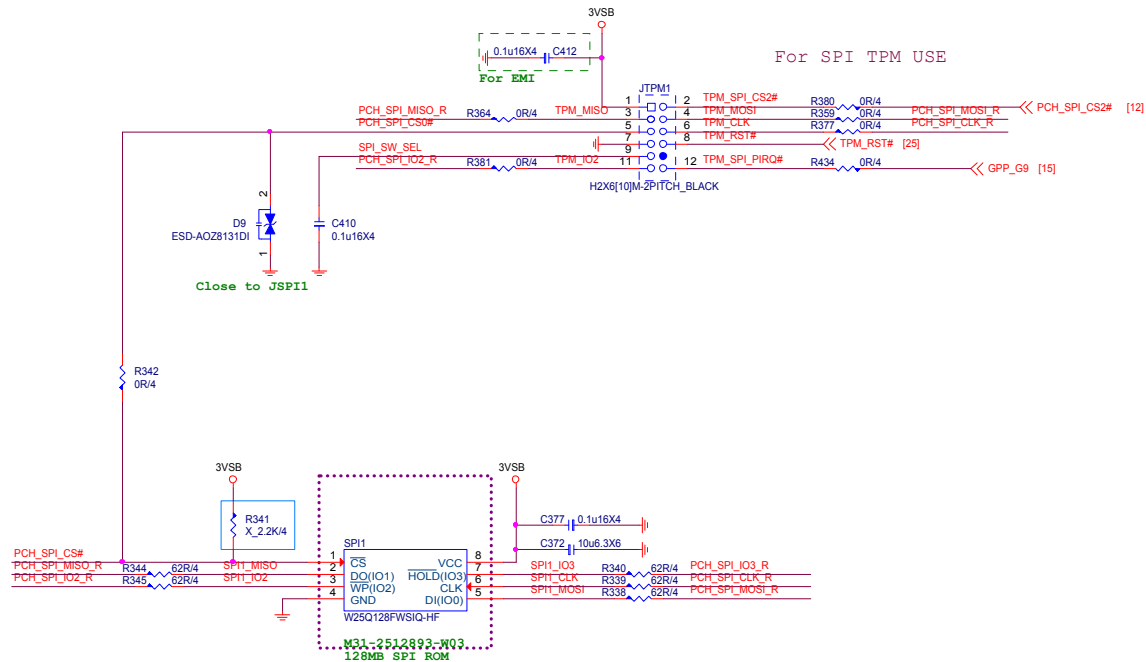 3VSB
0.1u16X4 C412
For EMI
For SPI TPM USE
JTPM1
PCH_SPI_MISO_R R364 0R/4 TPM_MISO 1 2 TPM_SPI_CS2# R380 0R/4 PCH_SPI_CS2# [12]
PCH_SPI_CS0# 3 4 TPM_MOSI R359 0R/4 PCH_SPI_MOSI_R
5 6 TPM_CLK R377 0R/4 PCH_SPI_CLK_R
7 8 TPM_RST# TPM_RST# [25]
SPI_SW_SEL 9
PCH_SPI_IO2_R R381 0R/4 TPM_IO2 11 12 TPM_SPI_PIRQ# R434 0R/4 GPP_G9 [15]
H2X6[10]M-2PITCH_BLACK
2
D9
ESD-AOZ8131DI
1
C410
0.1u16X4
Close to JSPI1
R342
0R/4
3VSB
3VSB
R341
X_2.2K/4
C377 0.1u16X4
C372 10u6.3X6
SPI1
PCH_SPI_CS# 1 CS VCC 8
PCH_SPI_MISO_R R344 62R/4 SPI1_MISO 2 DO(IO1) HOLD(IO3) 7 SPI1_IO3 R340 62R/4 PCH_SPI_IO3_R
PCH_SPI_IO2_R R345 62R/4 SPI1_IO2 3 WP(IO2) CLK 6 SPI1_CLK R339 62R/4 PCH_SPI_CLK_R
4 GND DI(IO0) 5 SPI1_MOSI R338 62R/4 PCH_SPI_MOSI_R
W25Q128FWSIQ-HF
M31-2512893-W03
128MB SPI ROM